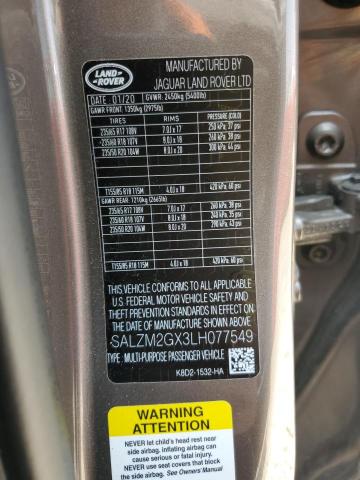 LAND
ROVER
MANUFACTURED BY
JAGUAR LAND ROVER LTD
DATE: 01/20 GVWR: 2450kg (5400lb)
GAWR FRONT: 1350kg (2975lb)
TIRES RIMS PRESSURE (COLD)
235/65 R17 108V 7.0J x 17 250 kPa, 37 psi
235/60 R18 107V 8.0J x 18 260 kPa, 38 psi
235/50 R20 104W 8.0J x 20 300 kPa, 44 psi
T155/85 R18 115M 4.0J x 18 420 kPa, 60 psi
GAWR REAR: 1210kg (2665lb)
235/65 R17 108V 7.0J x 17 260 kPa, 38 psi
235/60 R18 107V 8.0J x 18 240 kPa, 35 psi
235/50 R20 104W 8.0J x 20 290 kPa, 43 psi
T155/85 R18 115M 4.0J x 18 420 kPa, 60 psi
THIS VEHICLE CONFORMS TO ALL APPLICABLE
U.S. FEDERAL MOTOR VEHICLE SAFETY AND
THEFT PREVENTION STANDARDS IN EFFECT ON
THE DATE OF MANUFACTURE SHOWN ABOVE.
SALZM2GX3LH077549
TYPE: MULTI-PURPOSE PASSENGER VEHICLE
K8D2-1532-HA
WARNING
NEVER let child's head rest near
side airbag, inflating airbag can
cause serious or fatal injury.
NEVER use seat covers that block
side airbag. See Owners Manual